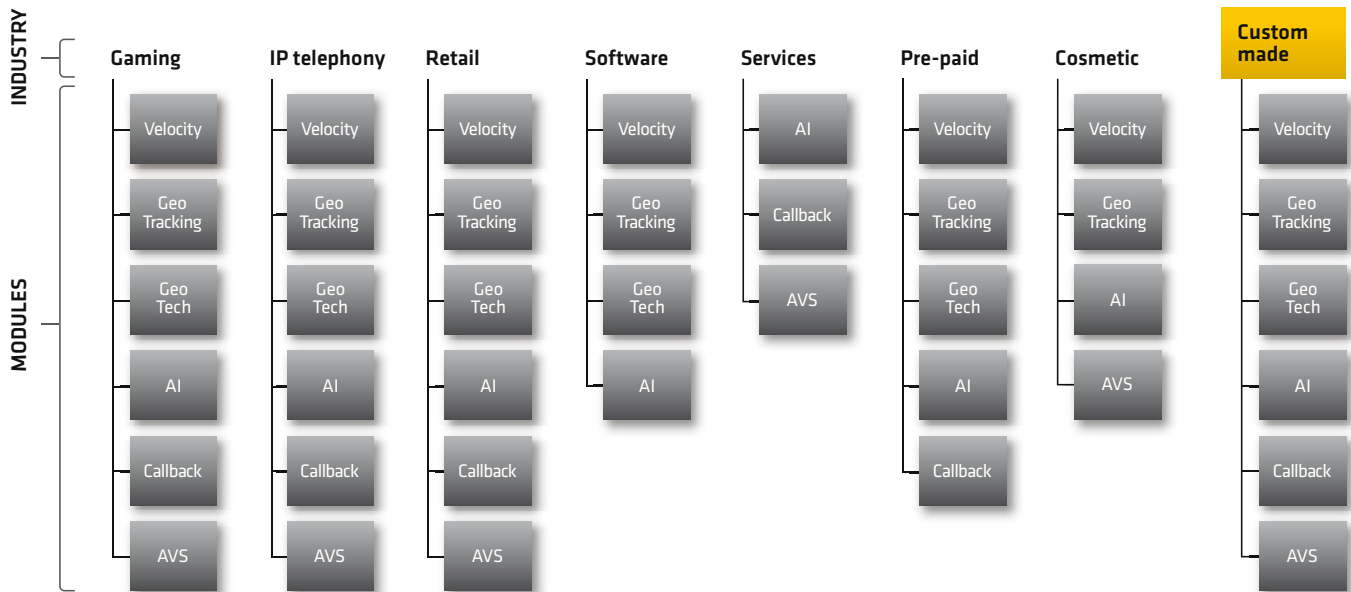 INDUSTRY
Gaming
IP telephony
Retail
Software
Services
Pre-paid
Cosmetic
Custom
made
MODULES
Velocity
Geo
Tracking
Geo
Tech
AI
Callback
AVS
Velocity
Geo
Tracking
Geo
Tech
AI
Callback
AVS
Velocity
Geo
Tracking
Geo
Tech
AI
Callback
AVS
Velocity
Geo
Tracking
Geo
Tech
AI
AI
Callback
AVS
Velocity
Geo
Tracking
Geo
Tech
AI
Callback
Velocity
Geo
Tracking
AI
AVS
Velocity
Geo
Tracking
Geo
Tech
AI
Callback
AVS